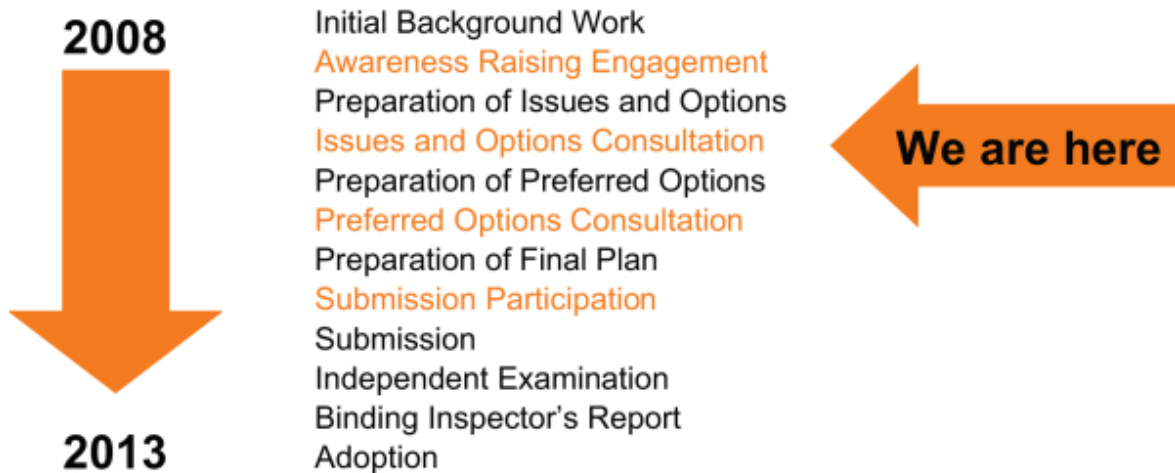 2008
Initial Background Work
Awareness Raising Engagement
Preparation of Issues and Options
Issues and Options Consultation
We are here
Preparation of Preferred Options
Preferred Options Consultation
Preparation of Final Plan
Submission Participation
Submission
Independent Examination
Binding Inspector's Report
2013
Adoption